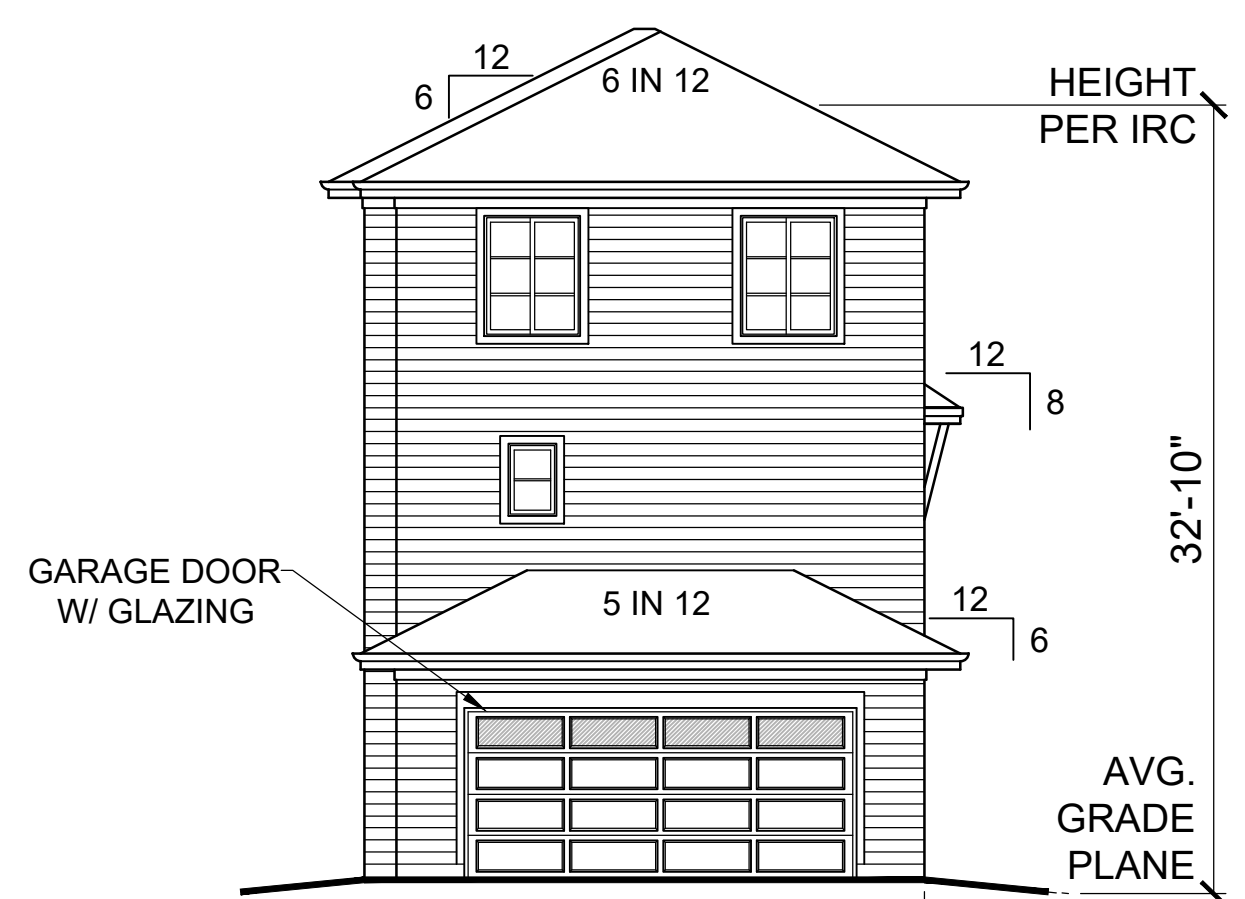 12
6
6 IN 12
HEIGHT
PER IRC
12
8
32'-10"
GARAGE DOOR
W/ GLAZING
5 IN 12
12
6
AVG.
GRADE
PLANE